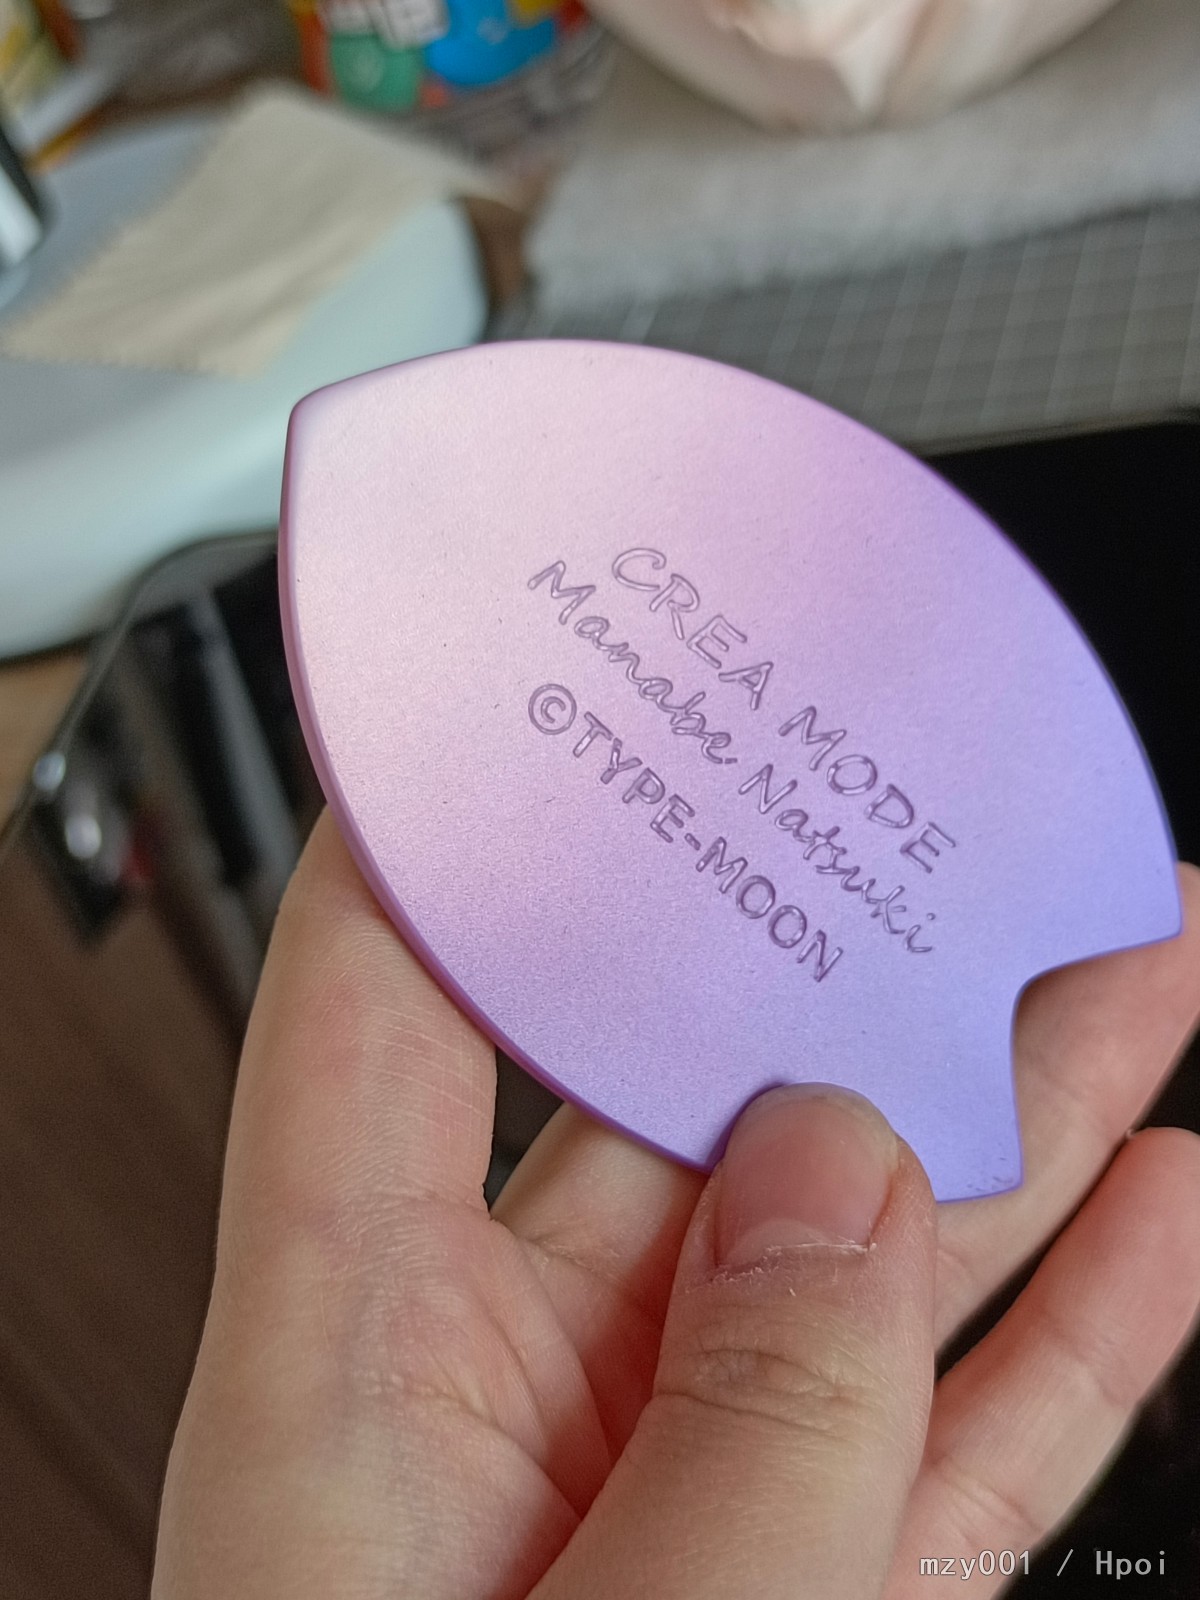 CREA MODE
Manabe Natsuki
©TYPE-MOON
mzy001 / Hpoi